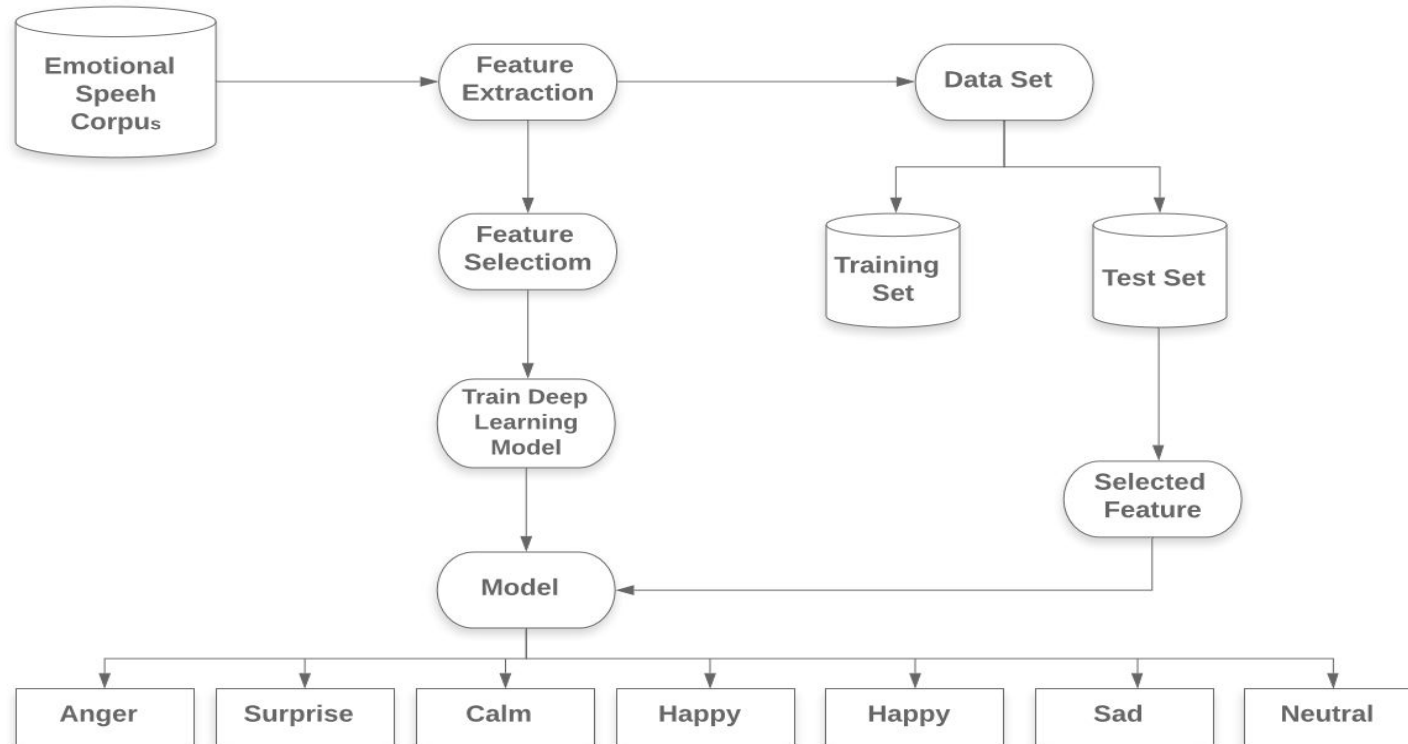 Emotional
Speeh
Corpus
Feature
Extraction
Data Set
Feature
Selectiom
Training
Set
Test Set
Train Deep
Learning
Model
Selected
Feature
Model
Anger
Surprise
Calm
Happy
Happy
Sad
Neutral